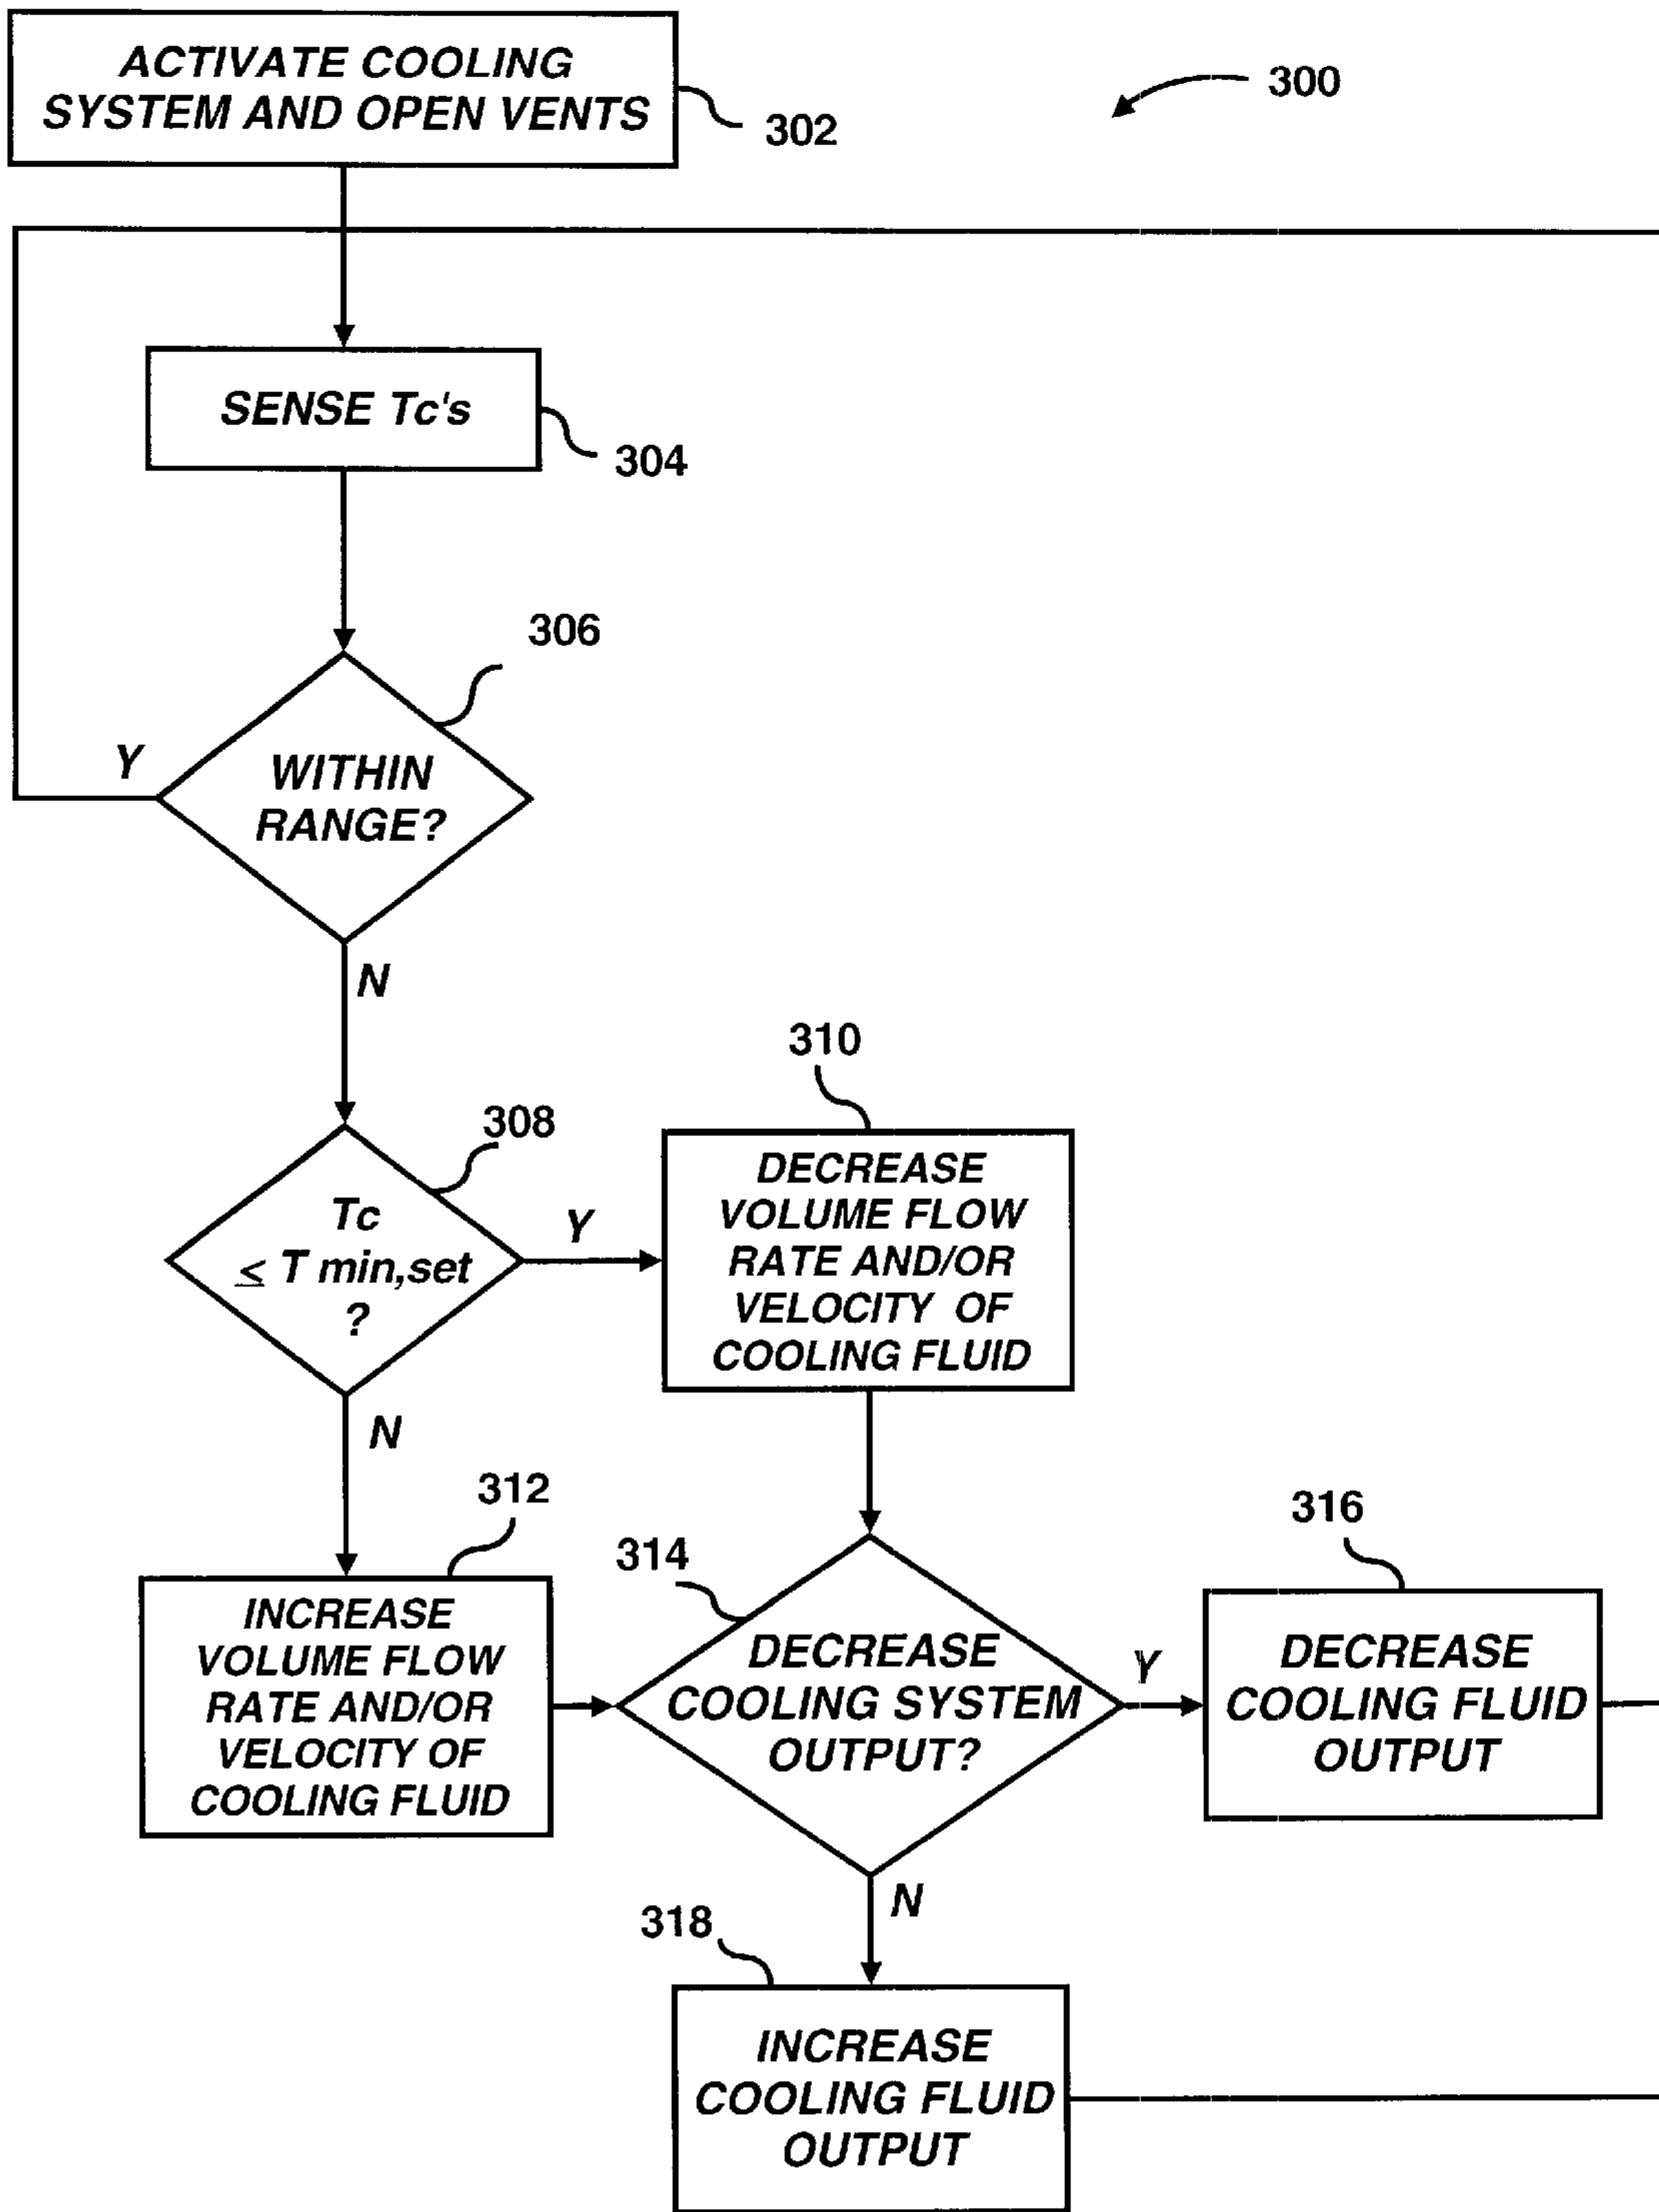 ACTIVATE COOLING
SYSTEM AND OPEN VENTS
302
300
SENSE Tc's
304
306
WITHIN
RANGE?
Y
N
308
Tc
≤ T min,set
?
Y
N
310
DECREASE
VOLUME FLOW
RATE AND/OR
VELOCITY OF
COOLING FLUID
312
INCREASE
VOLUME FLOW
RATE AND/OR
VELOCITY OF
COOLING FLUID
314
DECREASE
COOLING SYSTEM
OUTPUT?
Y
N
316
DECREASE
COOLING FLUID
OUTPUT
318
INCREASE
COOLING FLUID
OUTPUT